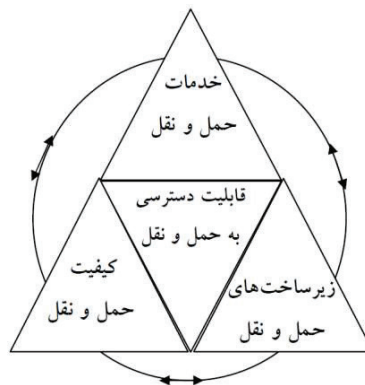 خدمات
حمل و نقل
قابلیت دسترسی
به حمل و نقل
زیرساخت‌های
حمل و نقل
کیفیت
حمل و نقل